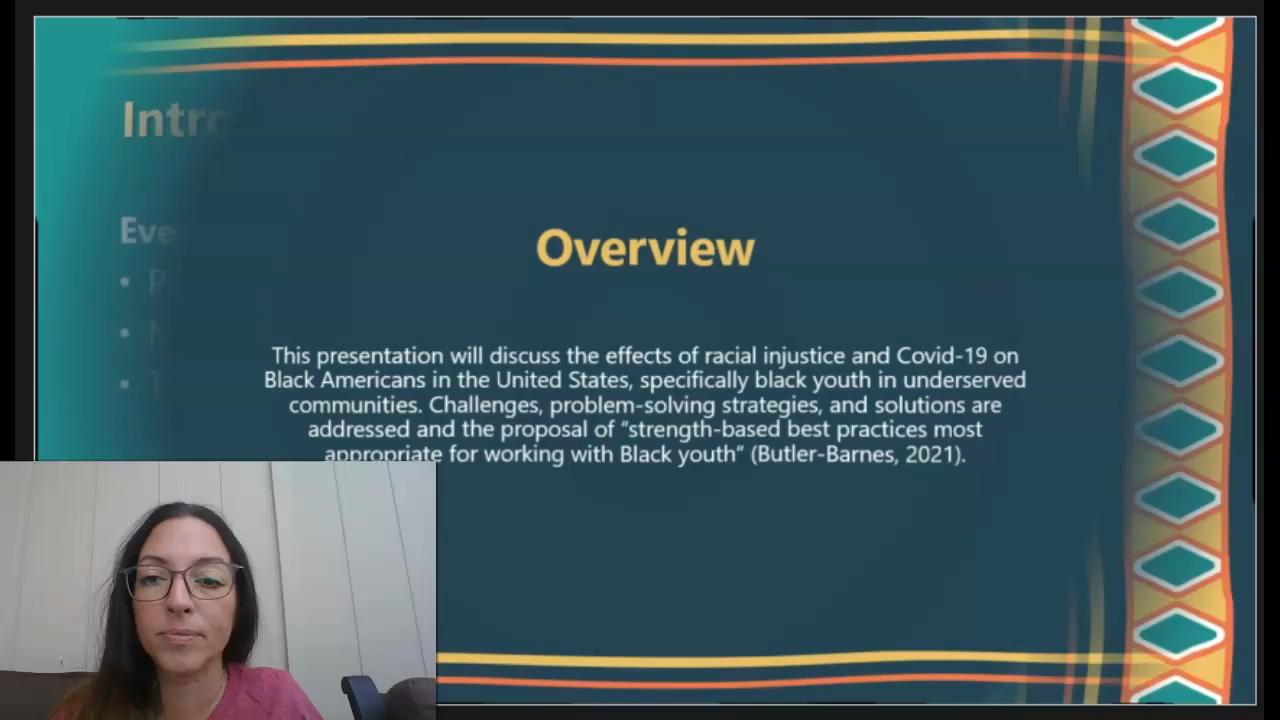 Intro
Eve
Overview
This presentation will discuss the effects of racial injustice and Covid-19 on
Black Americans in the United States, specifically black youth in underserved
communities. Challenges, problem-solving strategies, and solutions are
addressed and the proposal of “strength-based best practices most
appropriate for working with Black youth” (Butler-Barnes, 2021).